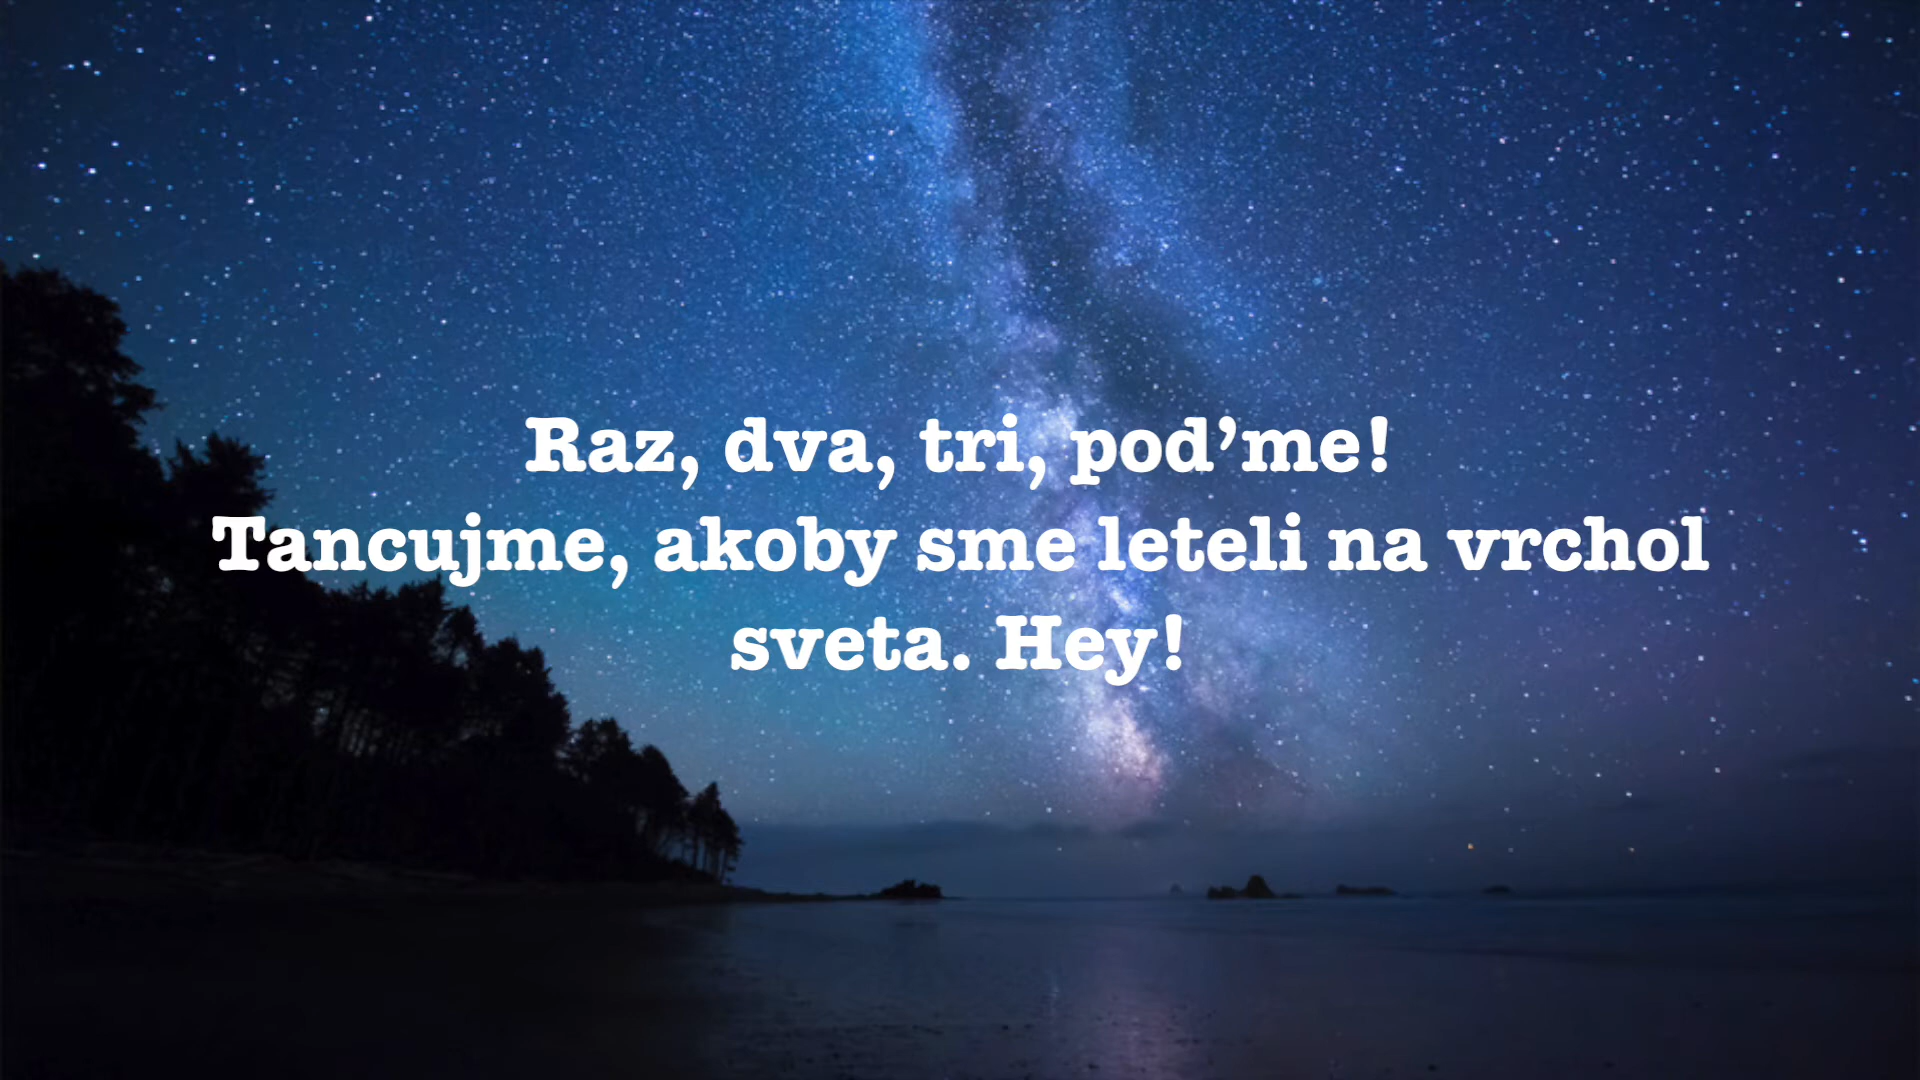 Raz, dva, tri, poď’me!
Tancujme, akoby sme leteli na vrchol
sveta. Hey!